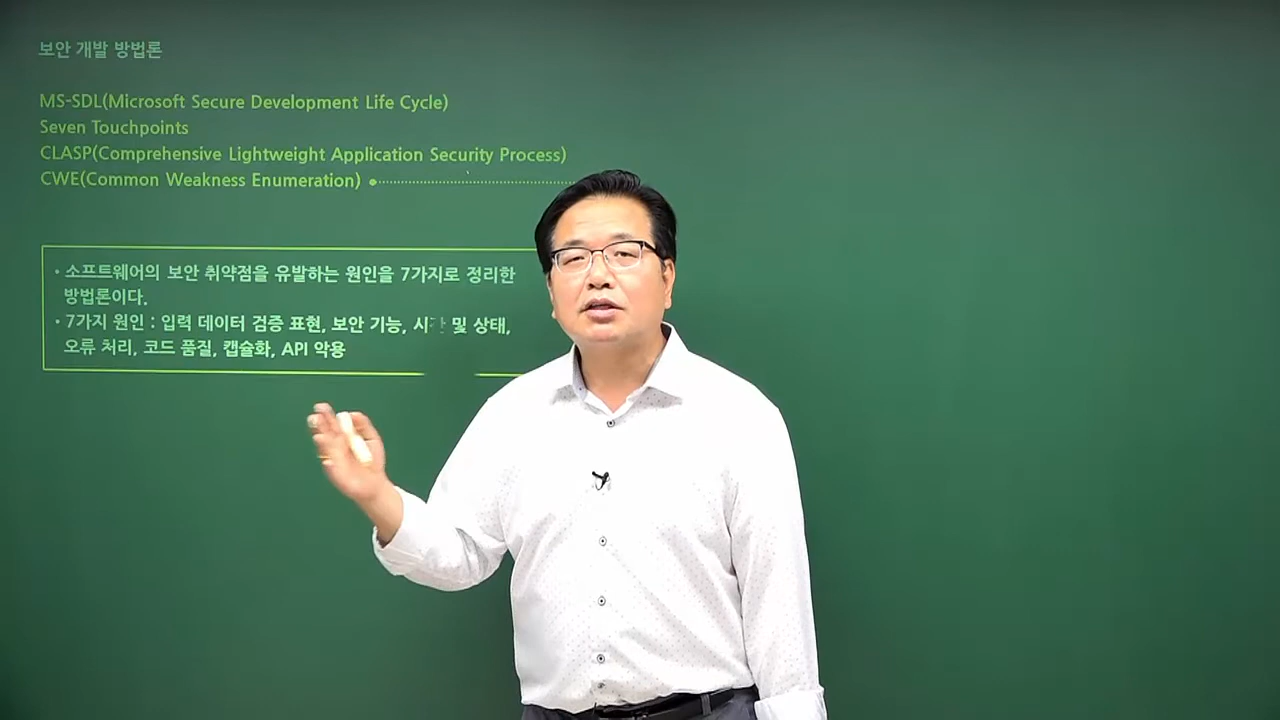 보안 개발 방법론
MS-SDL(Microsoft Secure Development Life Cycle)
Seven Touchpoints
CLASP(Comprehensive Lightweight Application Security Process)
CWE(Common Weakness Enumeration)
• 소프트웨어의 보안 취약점을 유발하는 원인을 7가지로 정리한
방법론이다.
• 7가지 원인 : 입력 데이터 검증 표현, 보안 기능, 및 상태,
오류 처리, 코드 품질, 캡슐화, API 악용